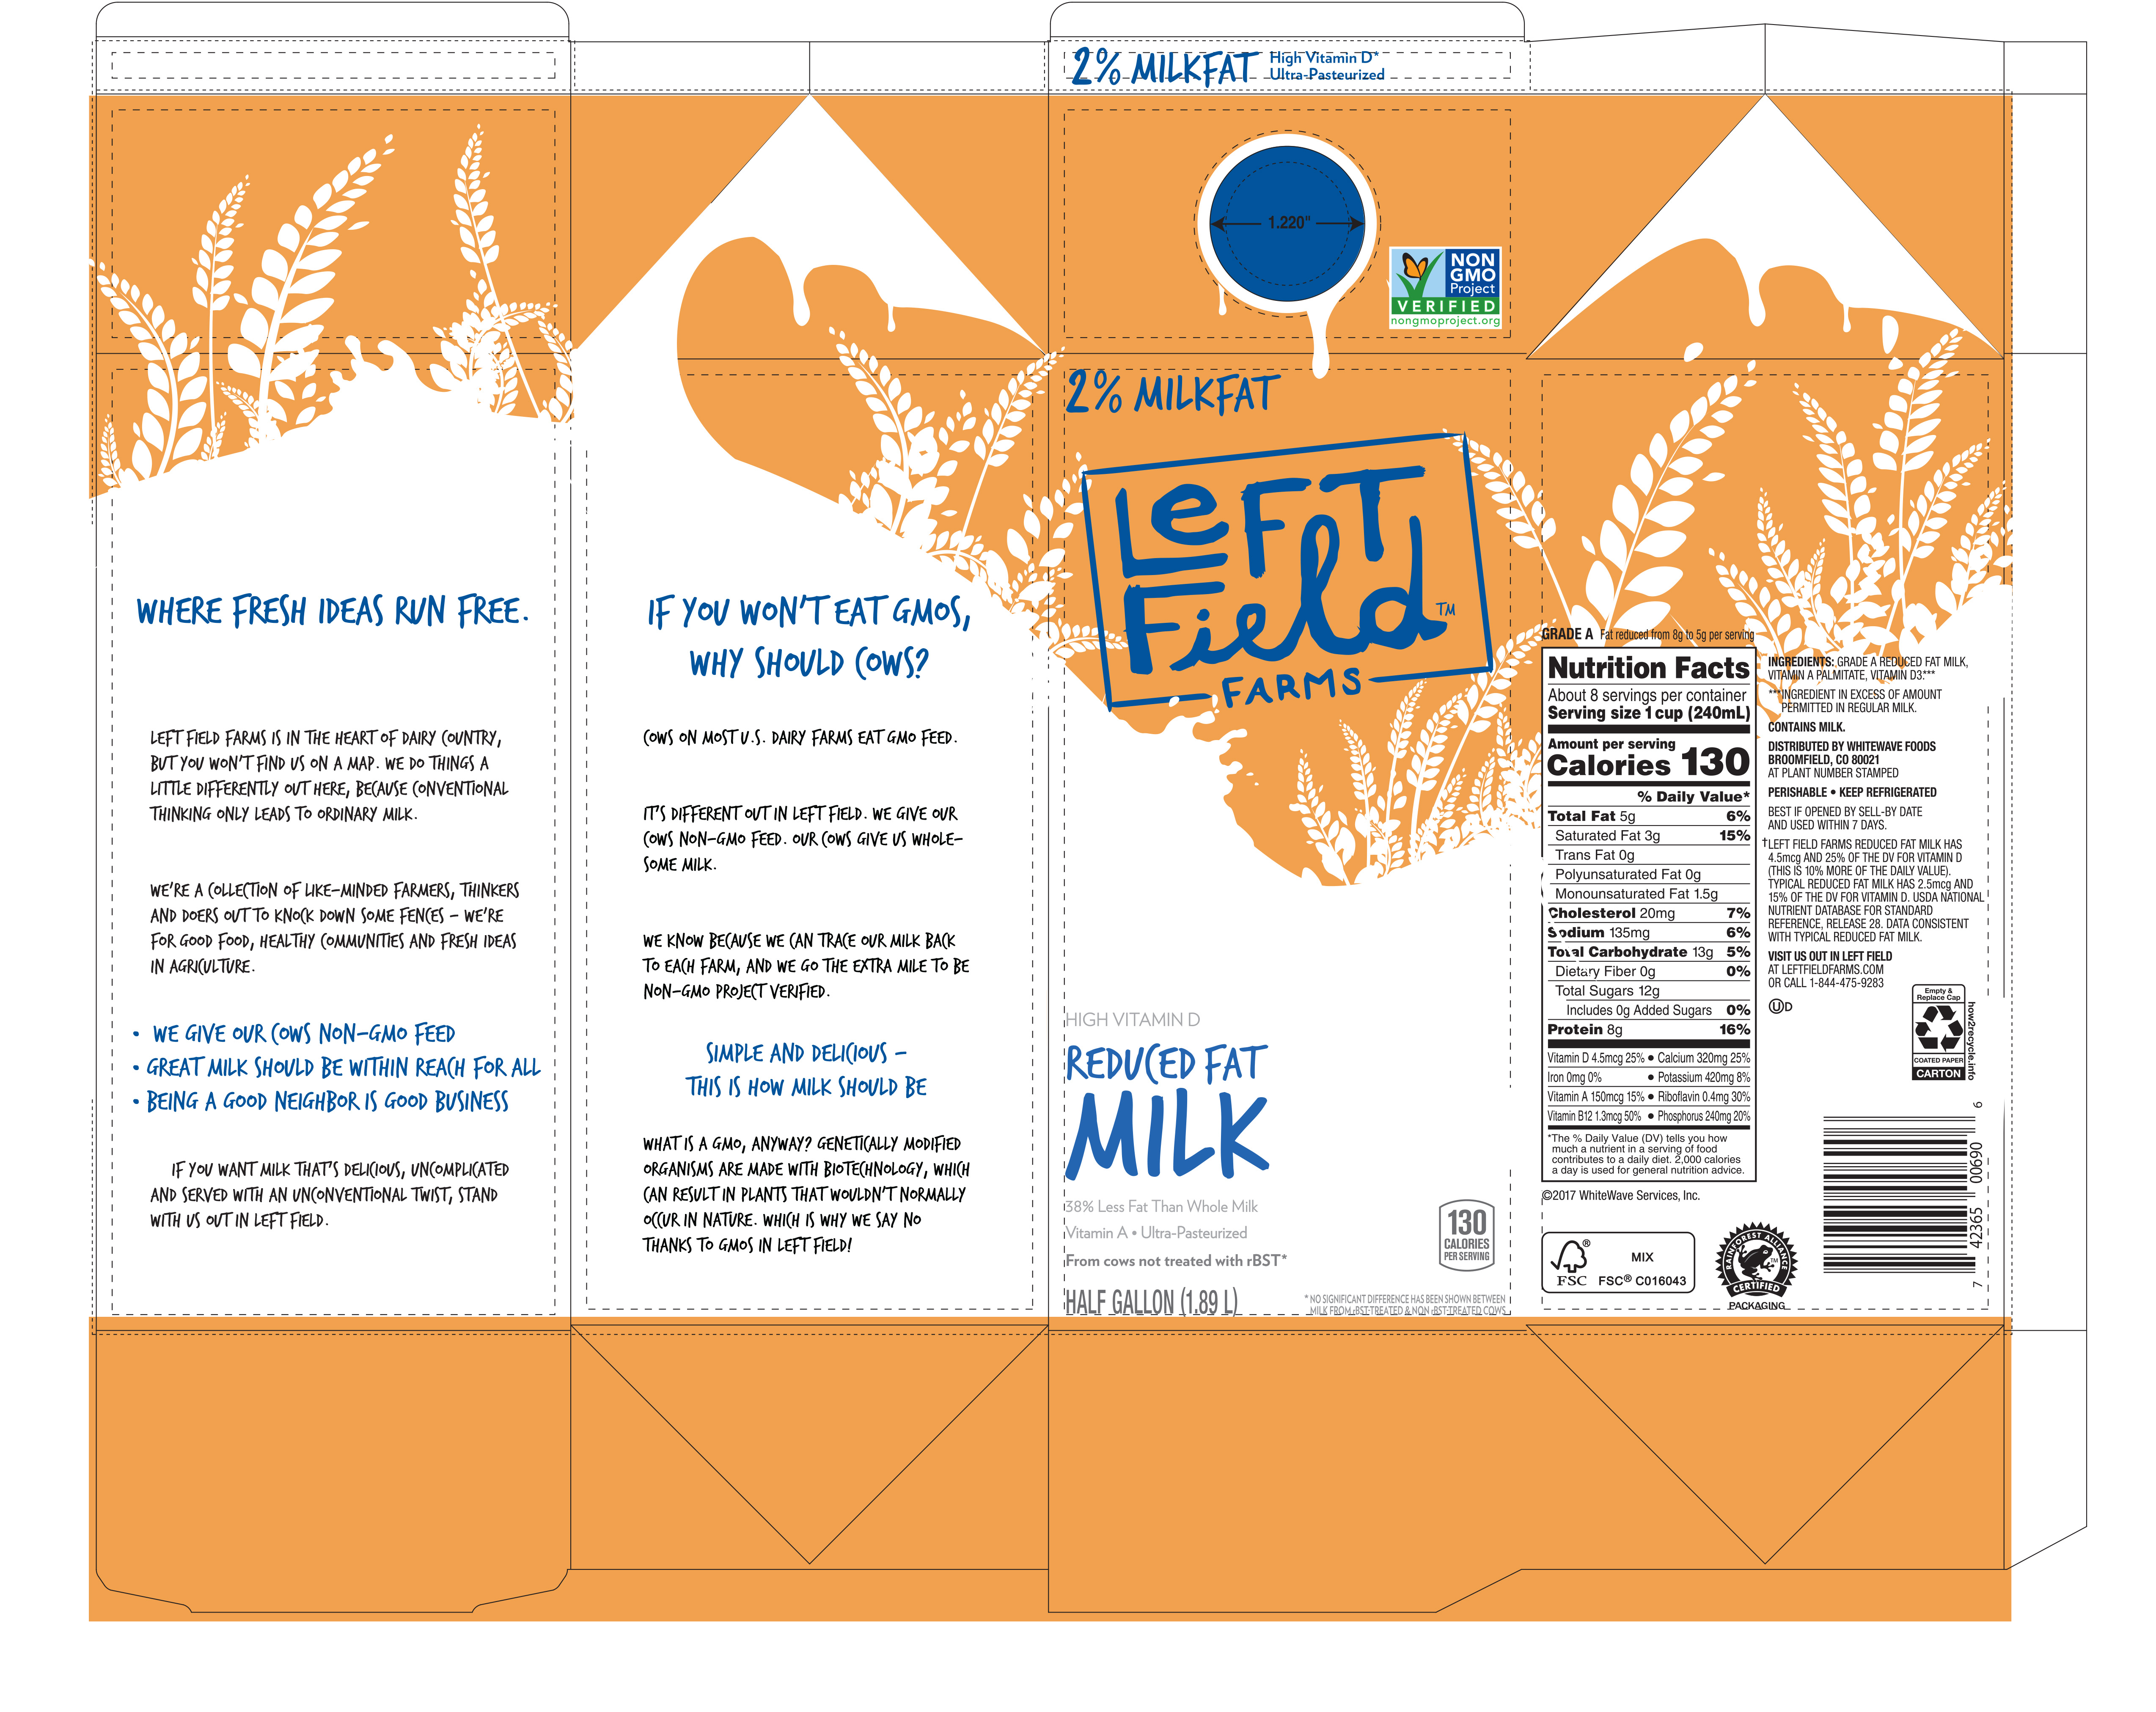 2% MILKFAT
High Vitamin D*
Ultra-Pasteurized
1.220"
NON
GMO
Project
VERIFIED
nongmoproject.org
WHERE FRESH IDEAS RUN FREE.
LEFT FIELD FARMS IS IN THE HEART OF DAIRY COUNTRY,
BUT YOU WON'T FIND US ON A MAP. WE DO THINGS A
LITTLE DIFFERENTLY OUT HERE, BECAUSE CONVENTIONAL
THINKING ONLY LEADS TO ORDINARY MILK.
WE'RE A COLLECTION OF LIKE-MINDED FARMERS, THINKERS
AND DOERS OUT TO KNOCK DOWN SOME FENCES – WE'RE
FOR GOOD FOOD, HEALTHY COMMUNITIES AND FRESH IDEAS
IN AGRICULTURE.
• WE GIVE OUR COWS NON-GMO FEED
• GREAT MILK SHOULD BE WITHIN REACH FOR ALL
• BEING A GOOD NEIGHBOR IS GOOD BUSINESS
IF YOU WANT MILK THAT'S DELICIOUS, UNCOMPLICATED
AND SERVED WITH AN UNCONVENTIONAL TWIST, STAND
WITH US OUT IN LEFT FIELD.
IF YOU WON'T EAT GMOS,
WHY SHOULD COWS?
COWS ON MOST U.S. DAIRY FARMS EAT GMO FEED.
IT'S DIFFERENT OUT IN LEFT FIELD. WE GIVE OUR
COWS NON-GMO FEED. OUR COWS GIVE US WHOLE-
SOME MILK.
WE KNOW BECAUSE WE CAN TRACE OUR MILK BACK
TO EACH FARM, AND WE GO THE EXTRA MILE TO BE
NON-GMO PROJECT VERIFIED.
SIMPLE AND DELICIOUS –
THIS IS HOW MILK SHOULD BE
WHAT IS A GMO, ANYWAY? GENETICALLY MODIFIED
ORGANISMS ARE MADE WITH BIOTECHNOLOGY, WHICH
CAN RESULT IN PLANTS THAT WOULDN'T NORMALLY
OCCUR IN NATURE. WHICH IS WHY WE SAY NO
THANKS TO GMOS IN LEFT FIELD!
2% MILKFAT
LeFT
Field™
FARMS
HIGH VITAMIN D
REDUCED FAT
MILK
38% Less Fat Than Whole Milk
Vitamin A • Ultra-Pasteurized
From cows not treated with rBST*
HALF GALLON (1.89 L)
130
CALORIES
PER SERVING
* NO SIGNIFICANT DIFFERENCE HAS BEEN SHOWN BETWEEN
MILK FROM rBST-TREATED & NON rBST-TREATED COWS
GRADE A Fat reduced from 8g to 5g per serving
Nutrition Facts
About 8 servings per container
Serving size 1 cup (240mL)
Amount per serving
Calories 130
% Daily Value*
Total Fat 5g 6%
Saturated Fat 3g 15%
Trans Fat 0g
Polyunsaturated Fat 0g
Monounsaturated Fat 1.5g
Cholesterol 20mg 7%
Sodium 135mg 6%
Total Carbohydrate 13g 5%
Dietary Fiber 0g 0%
Total Sugars 12g
Includes 0g Added Sugars 0%
Protein 8g 16%
Vitamin D 4.5mcg 25% • Calcium 320mg 25%
Iron 0mg 0% • Potassium 420mg 8%
Vitamin A 150mcg 15% • Riboflavin 0.4mg 30%
Vitamin B12 1.3mcg 50% • Phosphorus 240mg 20%
*The % Daily Value (DV) tells you how
much a nutrient in a serving of food
contributes to a daily diet. 2,000 calories
a day is used for general nutrition advice.
©2017 WhiteWave Services, Inc.
FSC®
MIX
FSC® C016043
RAINFOREST ALLIANCE
TM
CERTIFIED
PACKAGING
INGREDIENTS: GRADE A REDUCED FAT MILK,
VITAMIN A PALMITATE, VITAMIN D3.***
***INGREDIENT IN EXCESS OF AMOUNT
PERMITTED IN REGULAR MILK.
CONTAINS MILK.
DISTRIBUTED BY WHITEWAVE FOODS
BROOMFIELD, CO 80021
AT PLANT NUMBER STAMPED
PERISHABLE • KEEP REFRIGERATED
BEST IF OPENED BY SELL-BY DATE
AND USED WITHIN 7 DAYS.
†LEFT FIELD FARMS REDUCED FAT MILK HAS
4.5mcg AND 25% OF THE DV FOR VITAMIN D
(THIS IS 10% MORE OF THE DAILY VALUE).
TYPICAL REDUCED FAT MILK HAS 2.5mcg AND
15% OF THE DV FOR VITAMIN D. USDA NATIONAL
NUTRIENT DATABASE FOR STANDARD
REFERENCE, RELEASE 28. DATA CONSISTENT
WITH TYPICAL REDUCED FAT MILK.
VISIT US OUT IN LEFT FIELD
AT LEFTFIELDFARMS.COM
OR CALL 1-844-475-9283
UD
Empty &
Replace Cap
COATED PAPER
CARTON
how2recycle.info
7 42365 00690 6